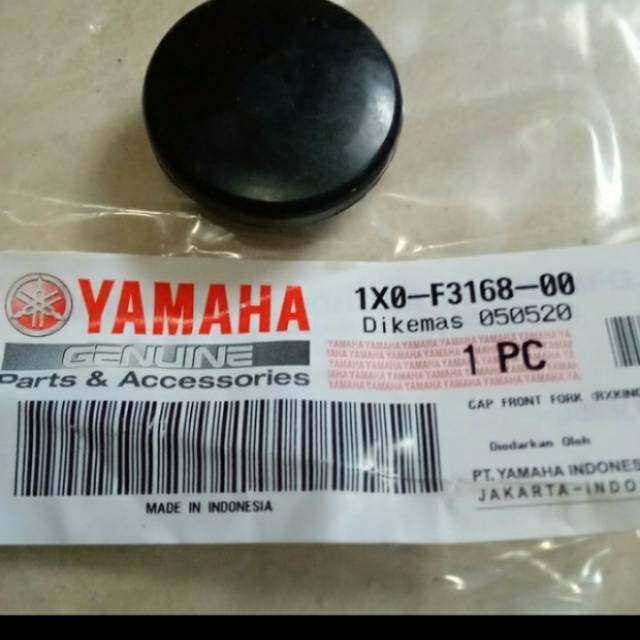 YAMAHA
GENUINE
Parts & Accessories
1X0-F3168-00
Dikemas 050520
1 PC
CAP FRONT FORK (RXKING
Diedarkan Oleh
PT. YAMAHA INDONES
JAKARTA-INDO
MADE IN INDONESIA